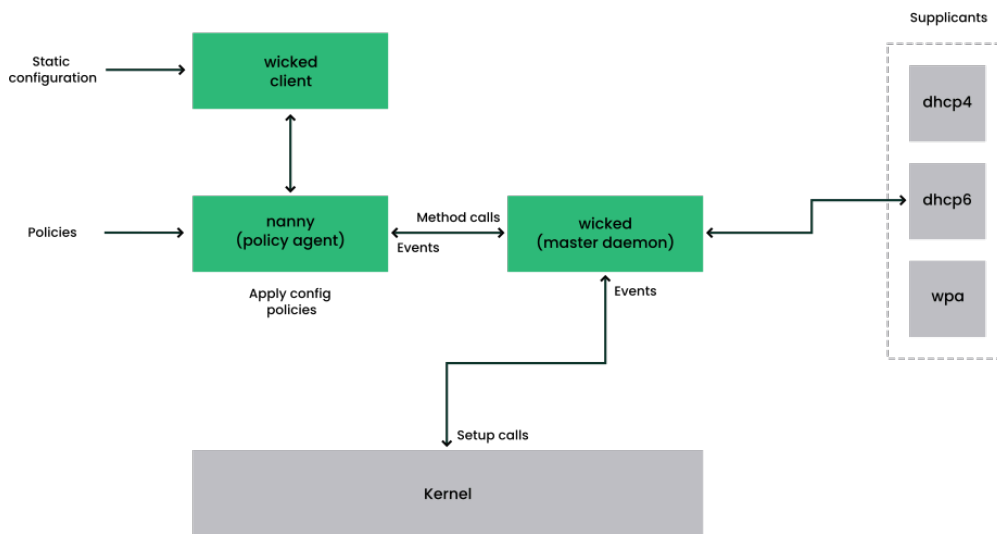 Supplicants
Static
configuration
wicked
client
dhcp4
Policies
nanny
(policy agent)
Method calls
Events
wicked
(master daemon)
dhcp6
Apply config
policies
Events
wpa
Setup calls
Kernel